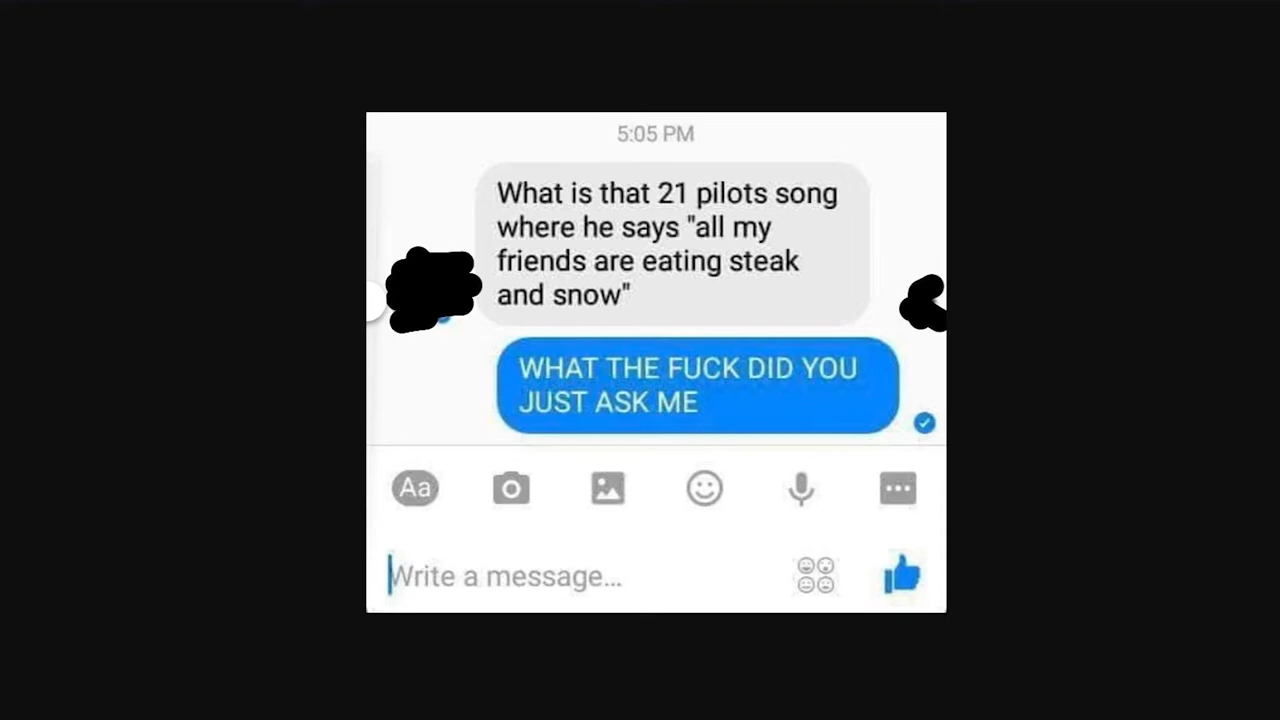 5:05 PM
What is that 21 pilots song
where he says "all my
friends are eating steak
and snow"
WHAT THE FUCK DID YOU
JUST ASK ME
Aa
Write a message...